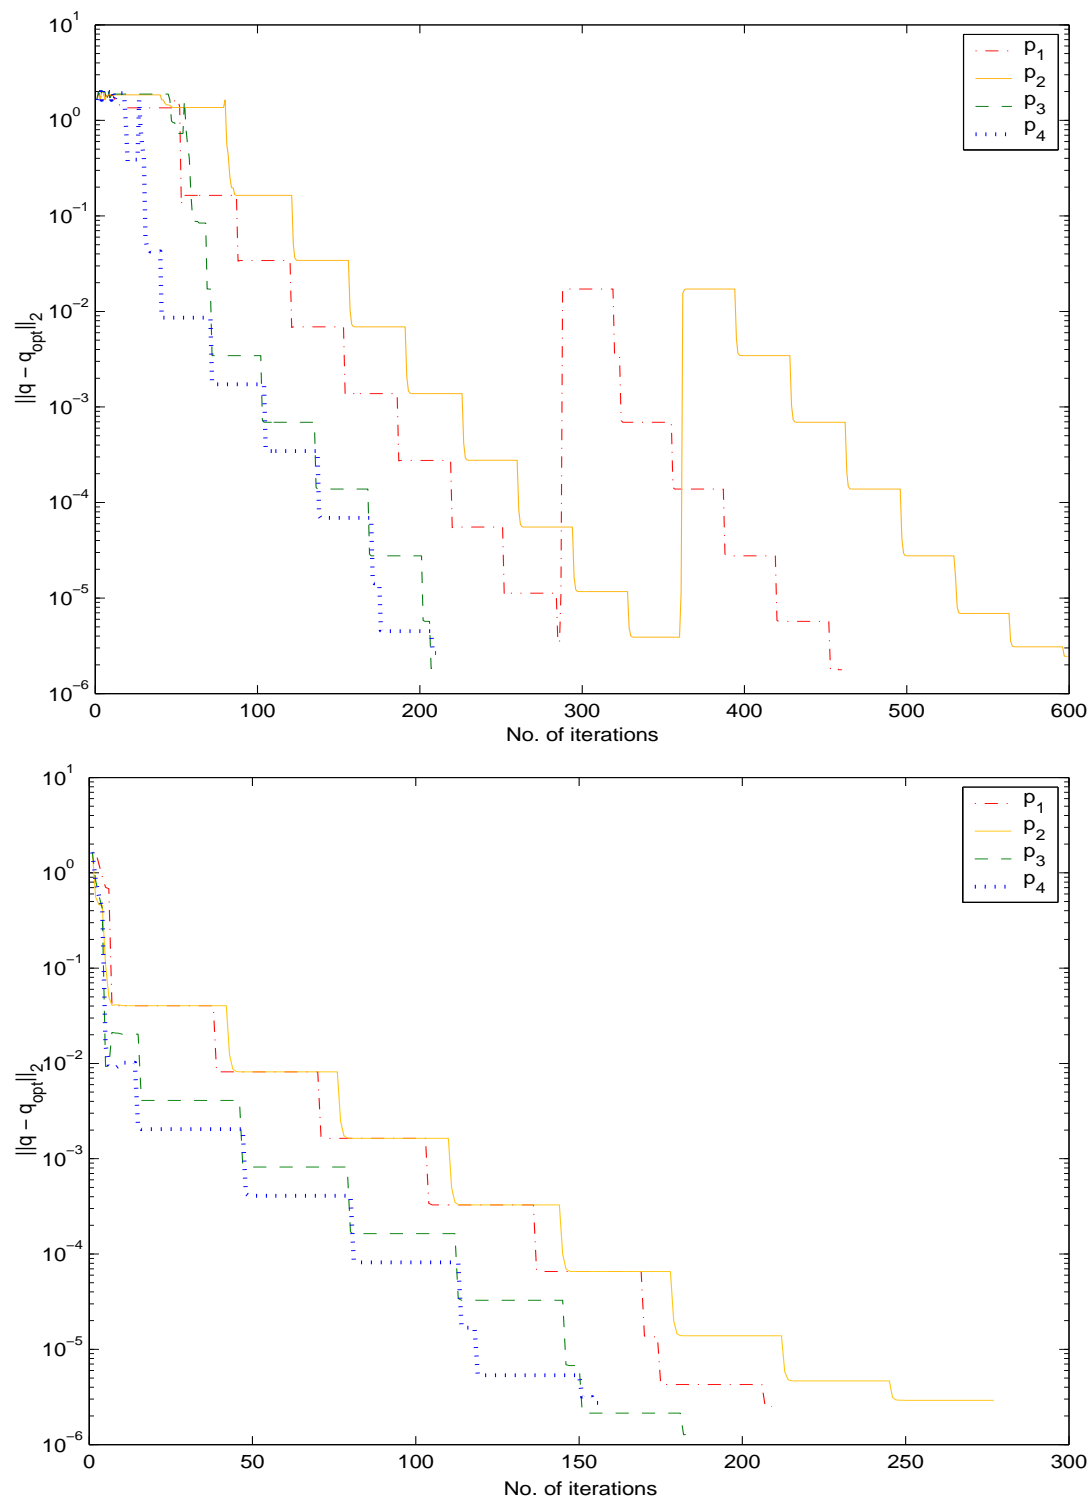 10^1
10^0
10^-1
10^-2
10^-3
10^-4
10^-5
10^-6
||q - q_opt||_2
0 100 200 300 400 500 600
No. of iterations
p_1
p_2
p_3
p_4
10^1
10^0
10^-1
10^-2
10^-3
10^-4
10^-5
10^-6
||q - q_opt||_2
0 50 100 150 200 250 300
No. of iterations
p_1
p_2
p_3
p_4